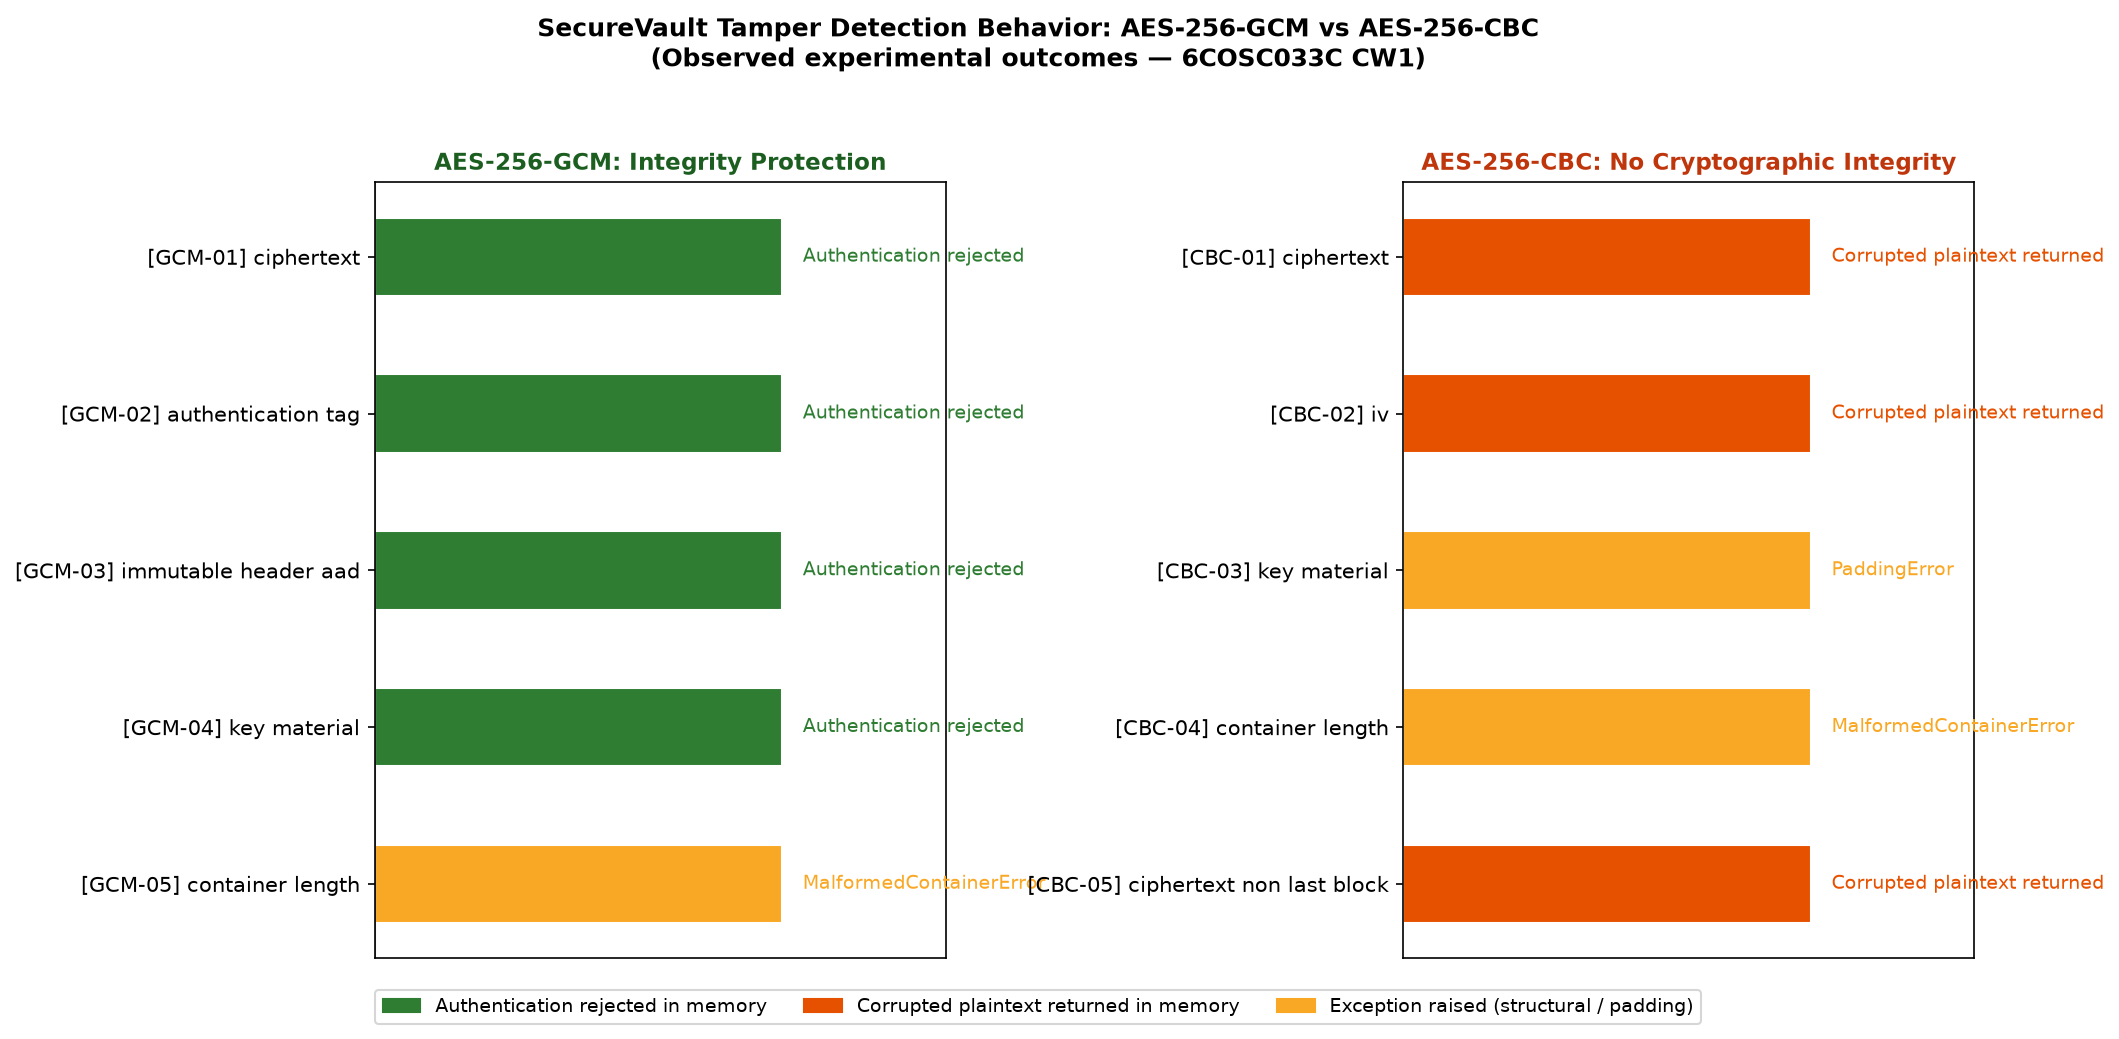 SecureVault Tamper Detection Behavior: AES-256-GCM vs AES-256-CBC
(Observed experimental outcomes — 6COSC033C CW1)
AES-256-GCM: Integrity Protection
[GCM-01] ciphertext
Authentication rejected
[GCM-02] authentication tag
Authentication rejected
[GCM-03] immutable header aad
Authentication rejected
[GCM-04] key material
Authentication rejected
[GCM-05] container length
MalformedContainerError
AES-256-CBC: No Cryptographic Integrity
[CBC-01] ciphertext
Corrupted plaintext returned
[CBC-02] iv
Corrupted plaintext returned
[CBC-03] key material
PaddingError
[CBC-04] container length
MalformedContainerError
[CBC-05] ciphertext non last block
Corrupted plaintext returned
Authentication rejected in memory
Corrupted plaintext returned in memory
Exception raised (structural / padding)